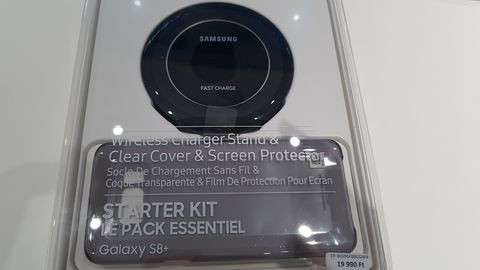 SAMSUNG
FAST CHARGE
Wireless Charger Stand &
Clear Cover & Screen Protector
Socle De Chargement Sans Fil &
Coque Transparente & Film De Protection Pour Ecran
STARTER KIT
LE PACK ESSENTIEL
Galaxy S8+
19 990 Ft